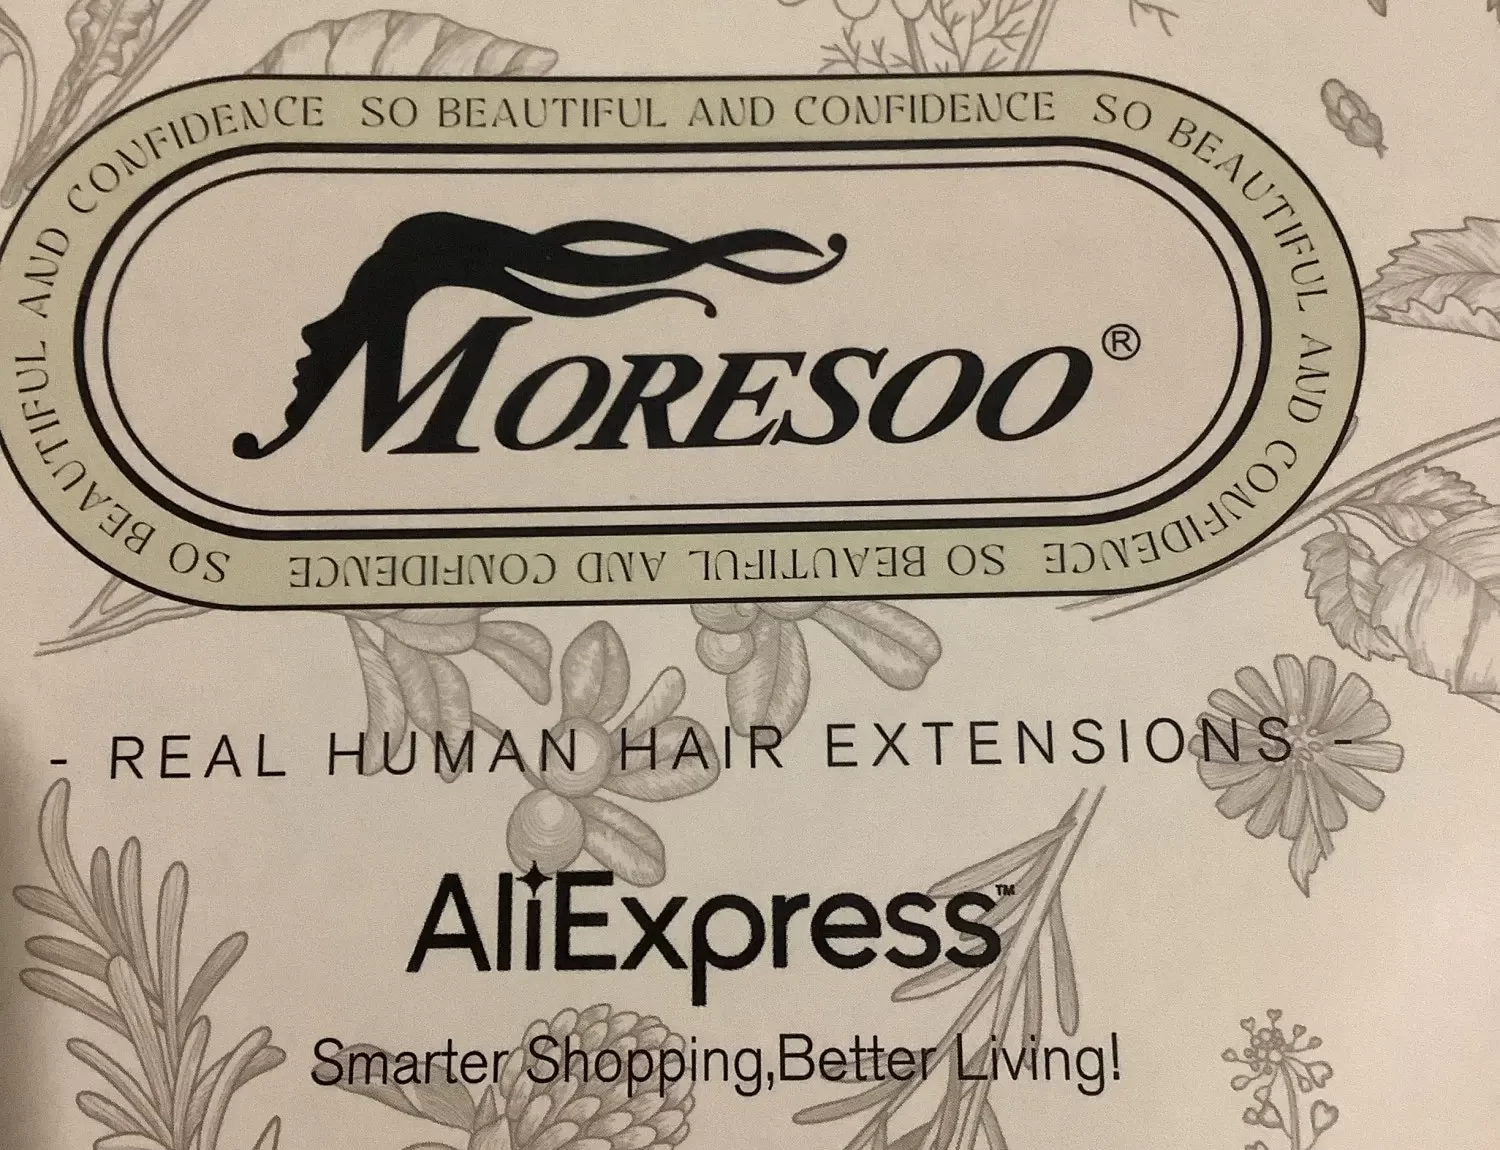 SO BEAUTIFUL AND CONFIDENCE SO BEAUTIFUL AND CONFIDENCE SO BEAUTIFUL AND CONFIDENCE SO BEAUTIFUL AND CONFIDENCE SO BEAUTIFUL AND CONFIDENCE
MORESOO®
- REAL HUMAN HAIR EXTENSIONS -
AliExpress™
Smarter Shopping,Better Living!